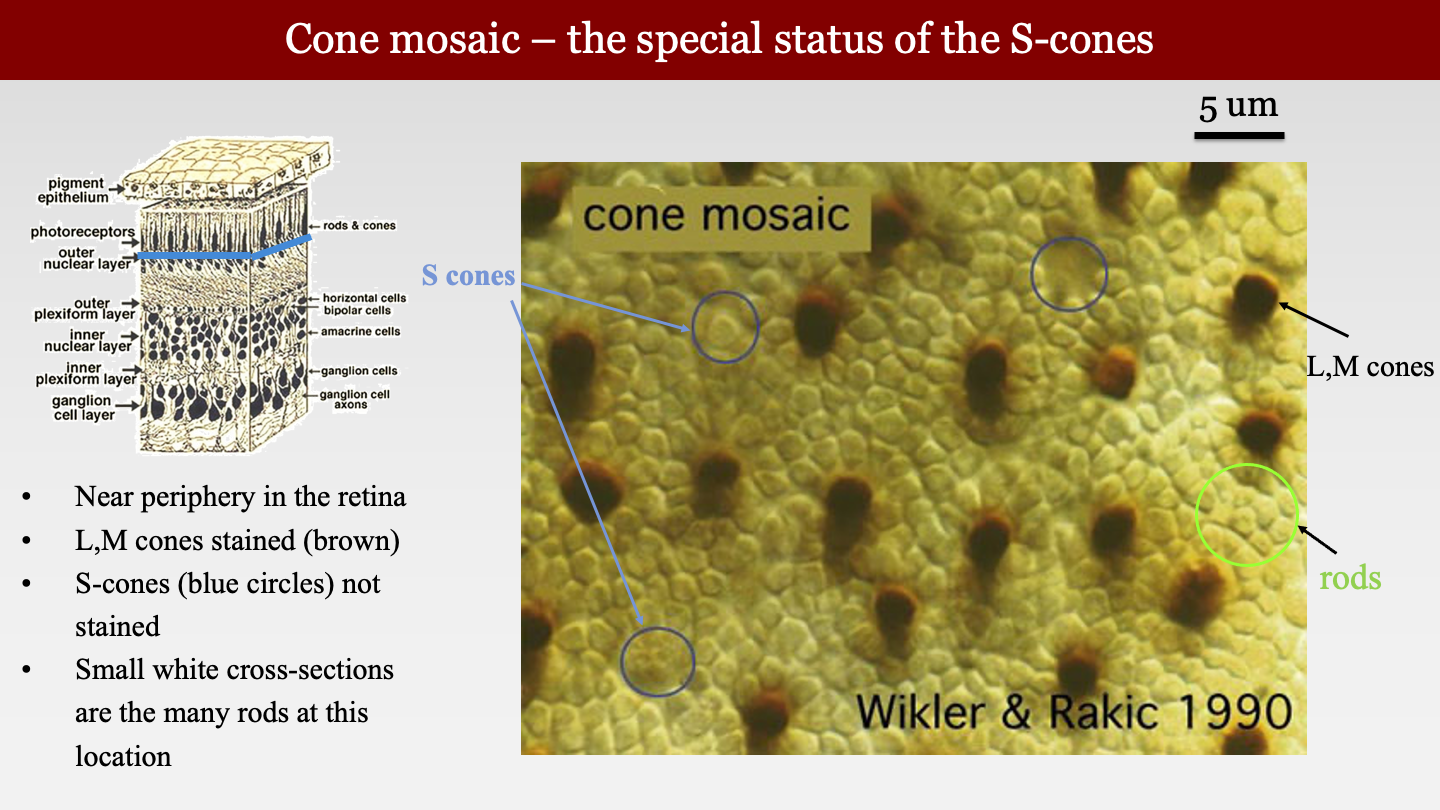 Cone mosaic – the special status of the S-cones
5 um
pigment
epithelium
photoreceptors
outer
nuclear layer
outer
plexiform layer
inner
nuclear layer
inner
plexiform layer
ganglion
cell layer
rods & cones
horizontal cells
bipolar cells
amacrine cells
ganglion cells
ganglion cell
axons
cone mosaic
S cones
L,M cones
rods
Wikler & Rakic 1990
• Near periphery in the retina
• L,M cones stained (brown)
• S-cones (blue circles) not
stained
• Small white cross-sections
are the many rods at this
location